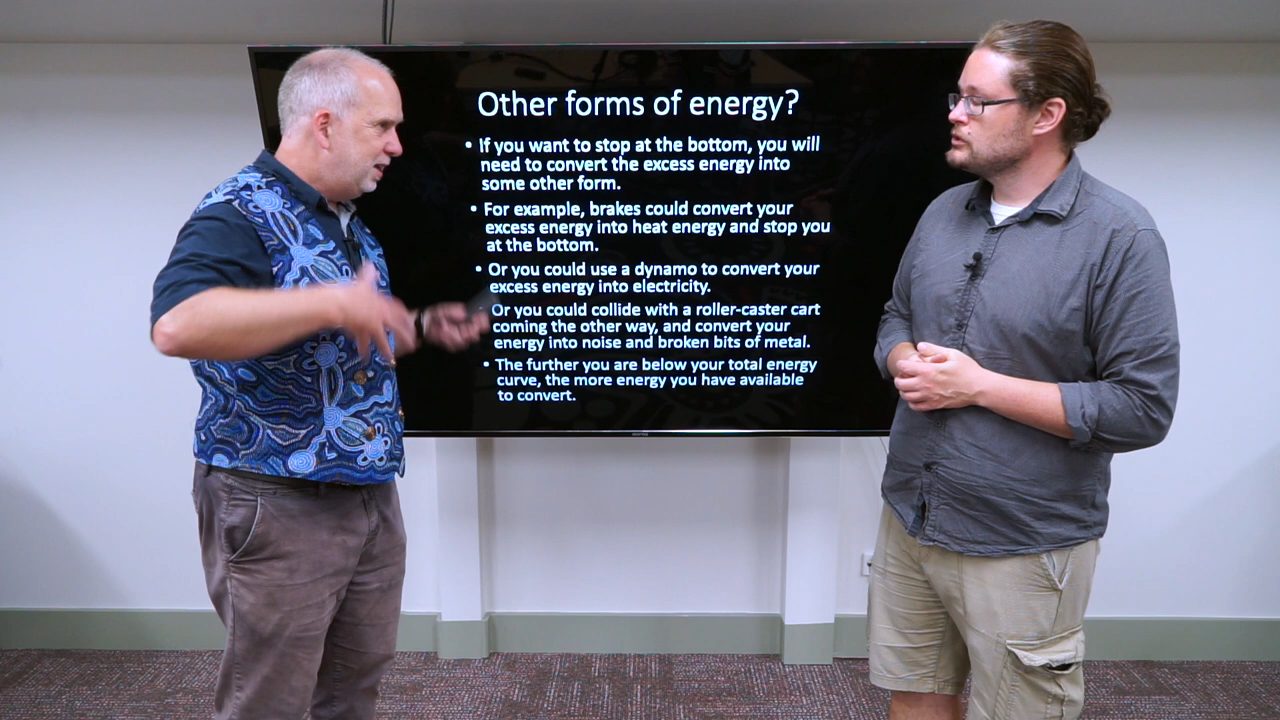 Other forms of energy?
• If you want to stop at the bottom, you will
need to convert the excess energy into
some other form.
• For example, brakes could convert your
excess energy into heat energy and stop you
at the bottom.
• Or you could use a dynamo to convert your
excess energy into electricity.
Or you could collide with a roller-caster cart
coming the other way, and convert your
energy into noise and broken bits of metal.
• The further you are below your total energy
curve, the more energy you have available
to convert.